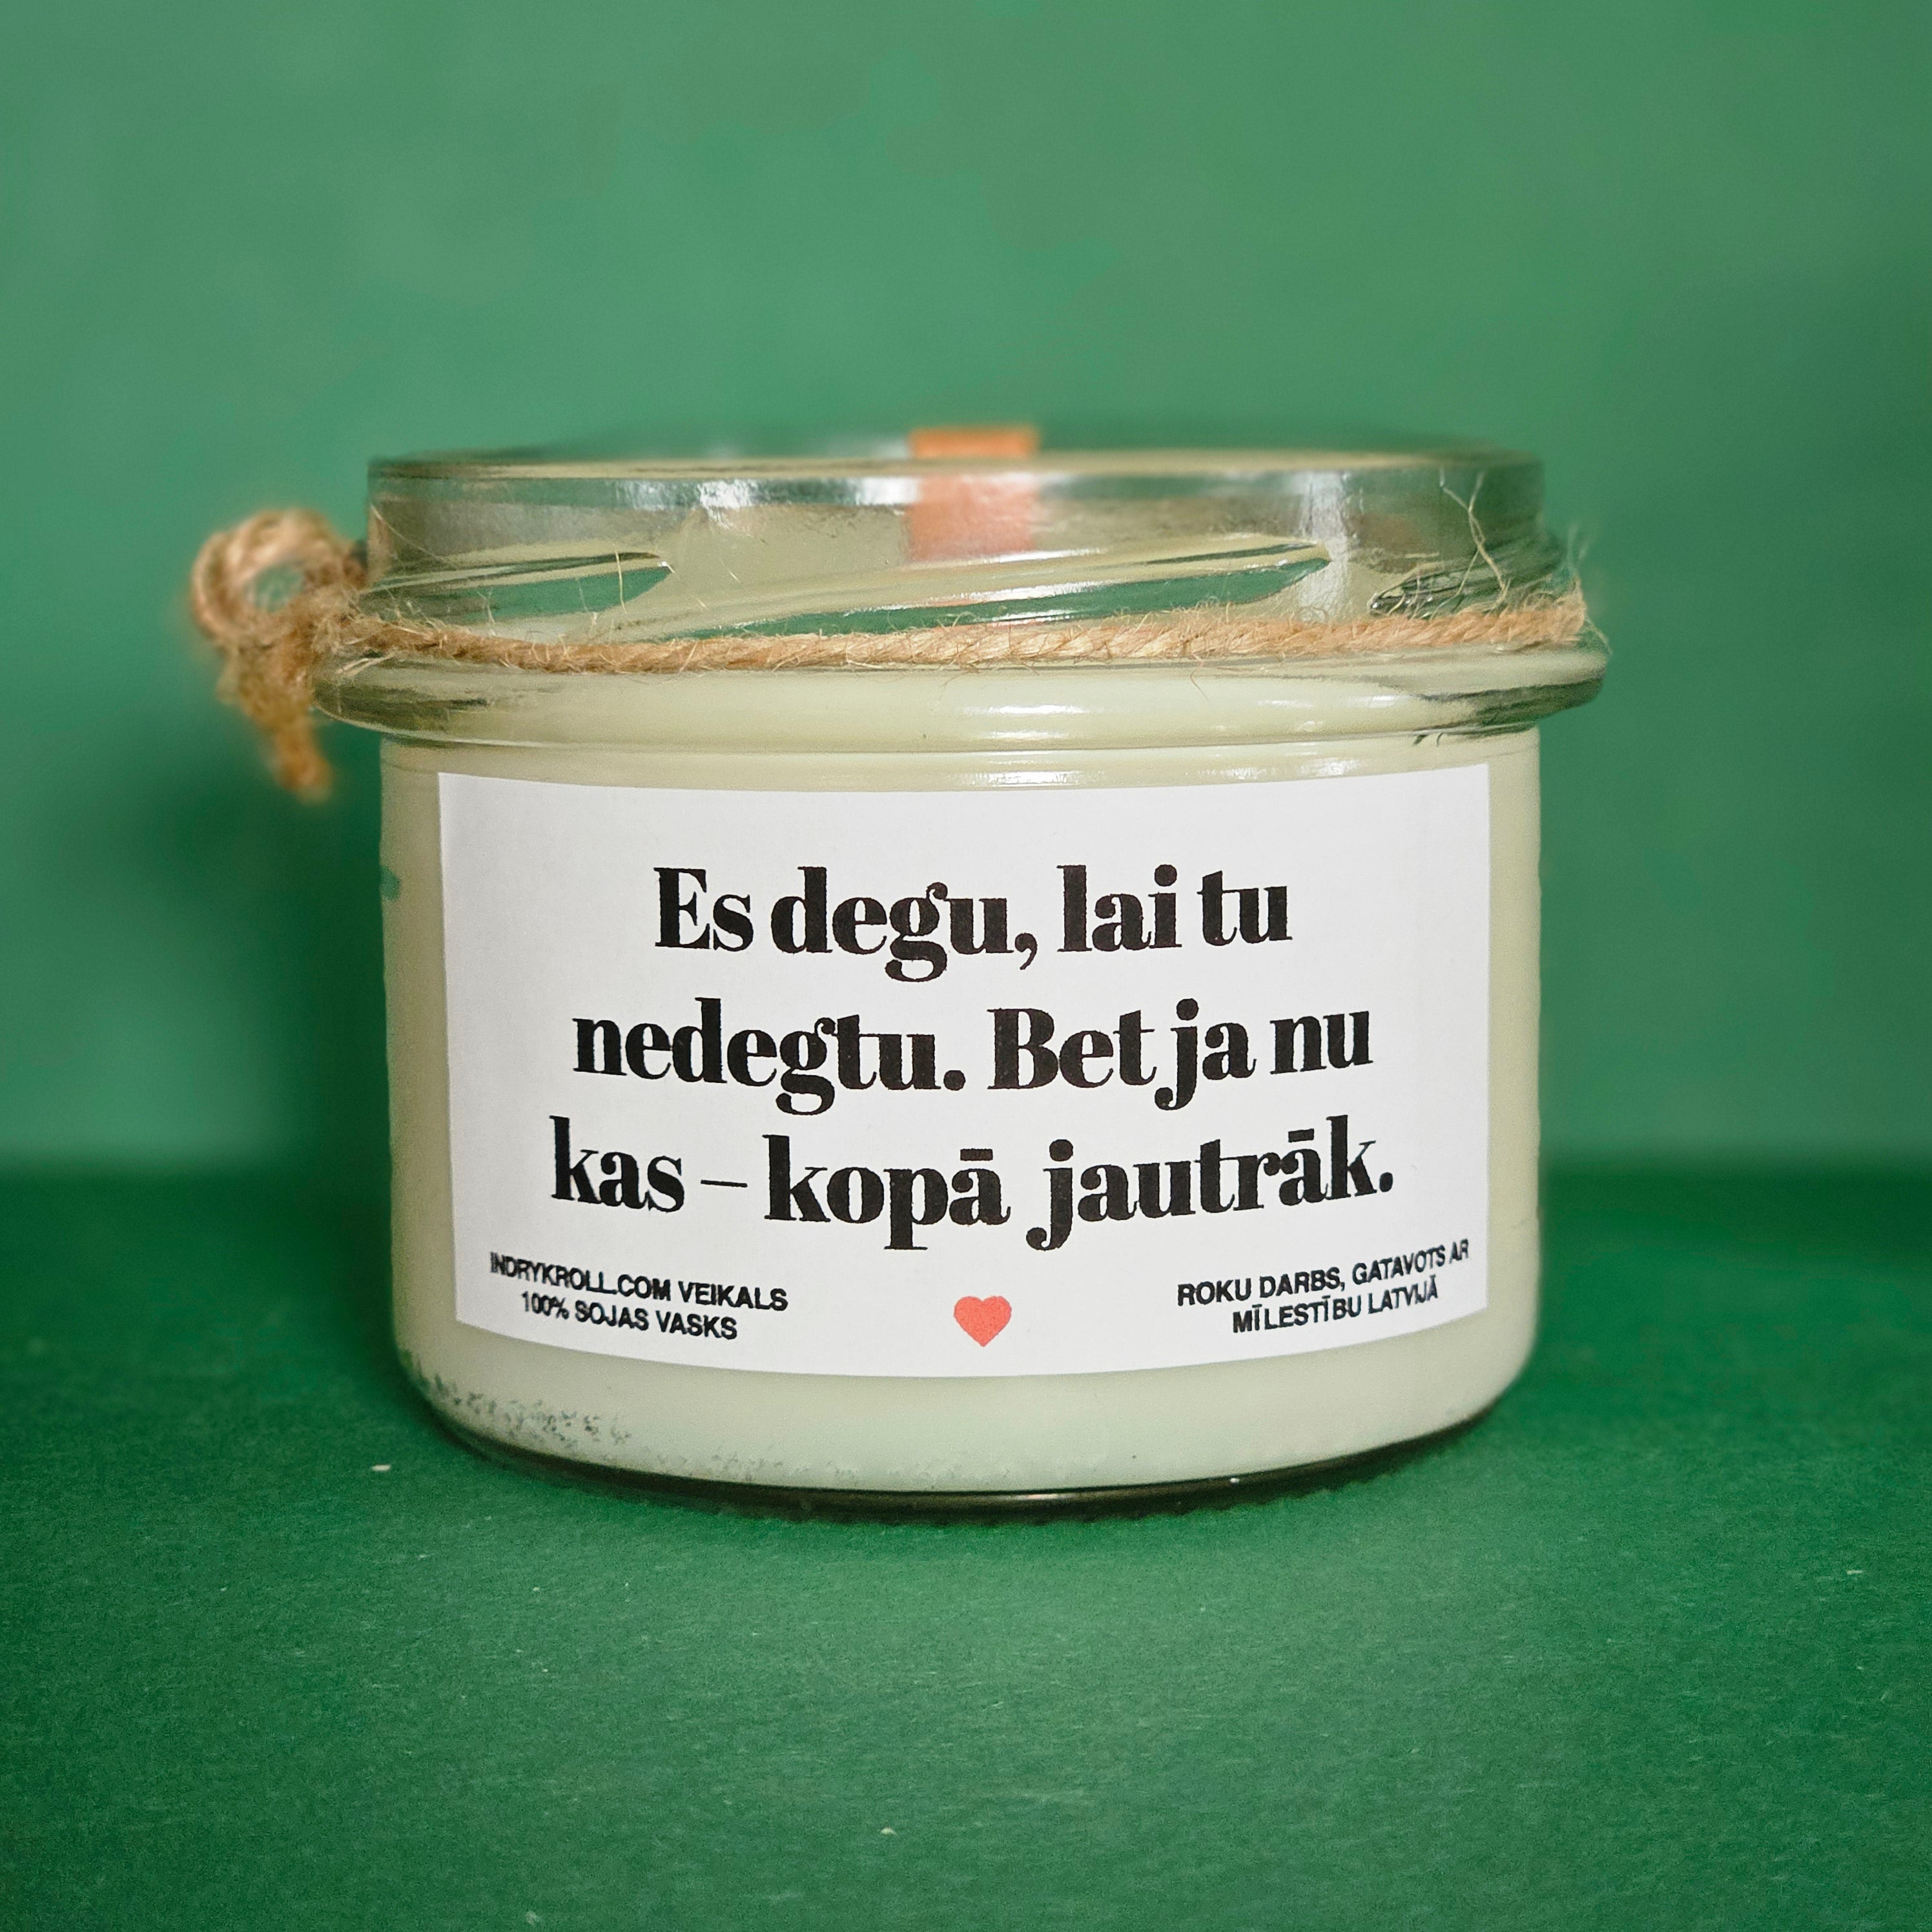 Es degu, lai tu
nedegtu. Bet ja nu
kas – kopā jautrāk.
INDRYKROLL.COM VEIKALS
100% SOJAS VASKS
ROKU DARBS, GATAVOTS AR
MĪLESTĪBU LATVIJĀ